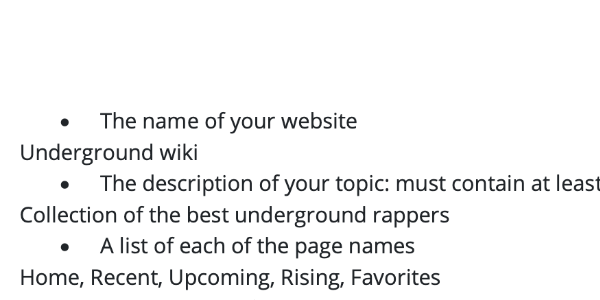 • The name of your website
Underground wiki
• The description of your topic: must contain at least
Collection of the best underground rappers
• A list of each of the page names
Home, Recent, Upcoming, Rising, Favorites